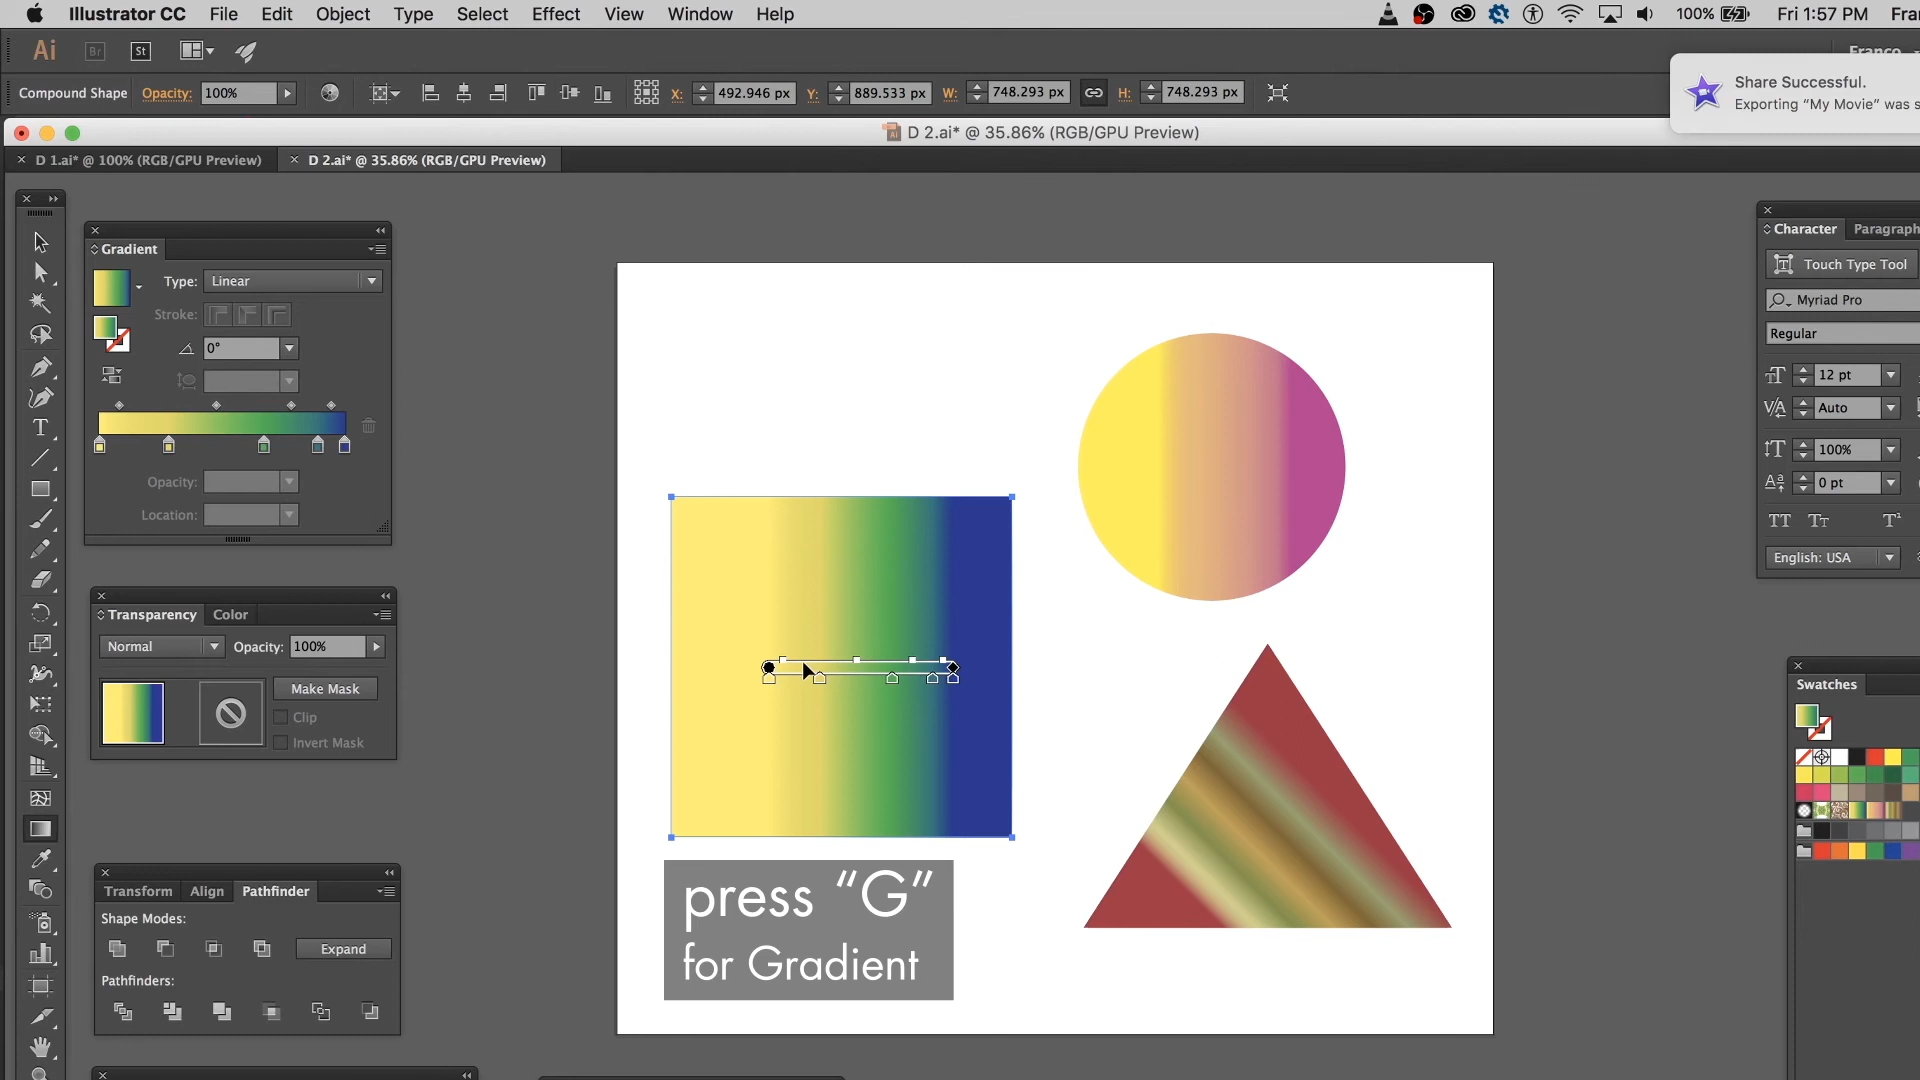 Illustrator CC File Edit Object Type Select Effect View Window Help 100% Fri 1:57 PM
Ai Br St Franco
Compound Shape Opacity: 100% X: 492.946 px Y: 889.533 px W: 748.293 px H: 748.293 px
Share Successful.
Exporting "My Movie" was s
D 2.ai* @ 35.86% (RGB/GPU Preview)
D 1.ai* @ 100% (RGB/GPU Preview) D 2.ai* @ 35.86% (RGB/GPU Preview)
Gradient
Type: Linear
Stroke:
0°
Opacity:
Location:
Transparency Color
Normal Opacity: 100%
Make Mask
Clip
Invert Mask
Transform Align Pathfinder
Shape Modes:
Expand
Pathfinders:
press “G”
for Gradient
Character Paragraph
Touch Type Tool
Myriad Pro
Regular
12 pt
Auto
100%
0 pt
English: USA
Swatches